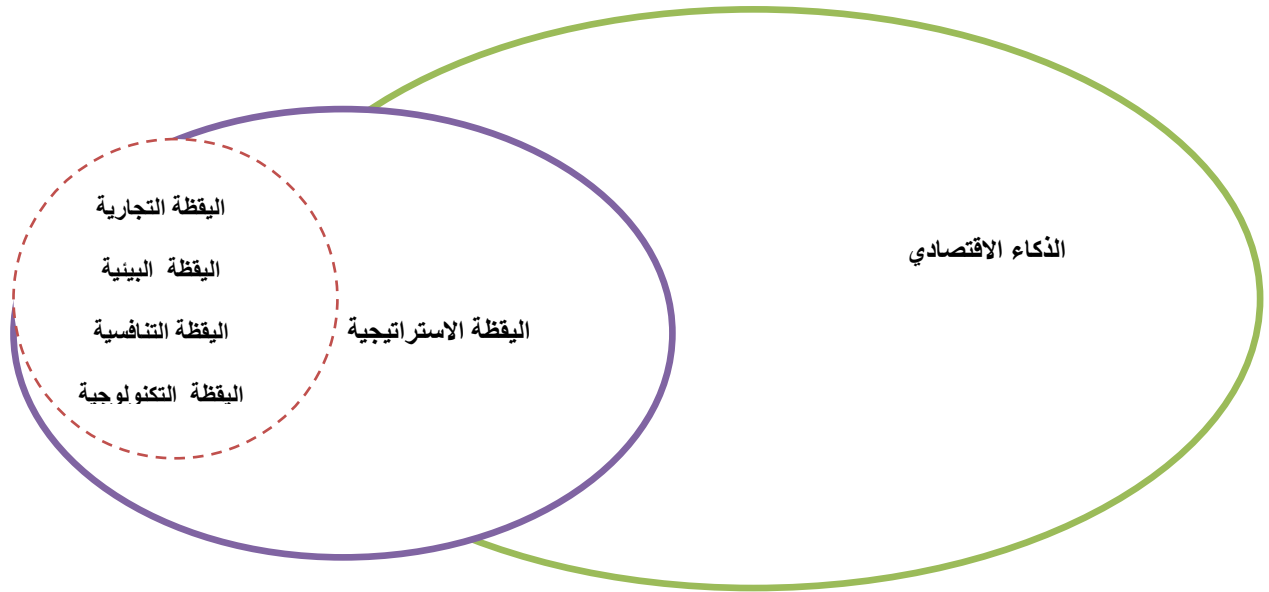 اليقظة التجارية
اليقظة البيئية
اليقظة التنافسية
اليقظة التكنولوجية
اليقظة الاستراتيجية
الذكاء الاقتصادي